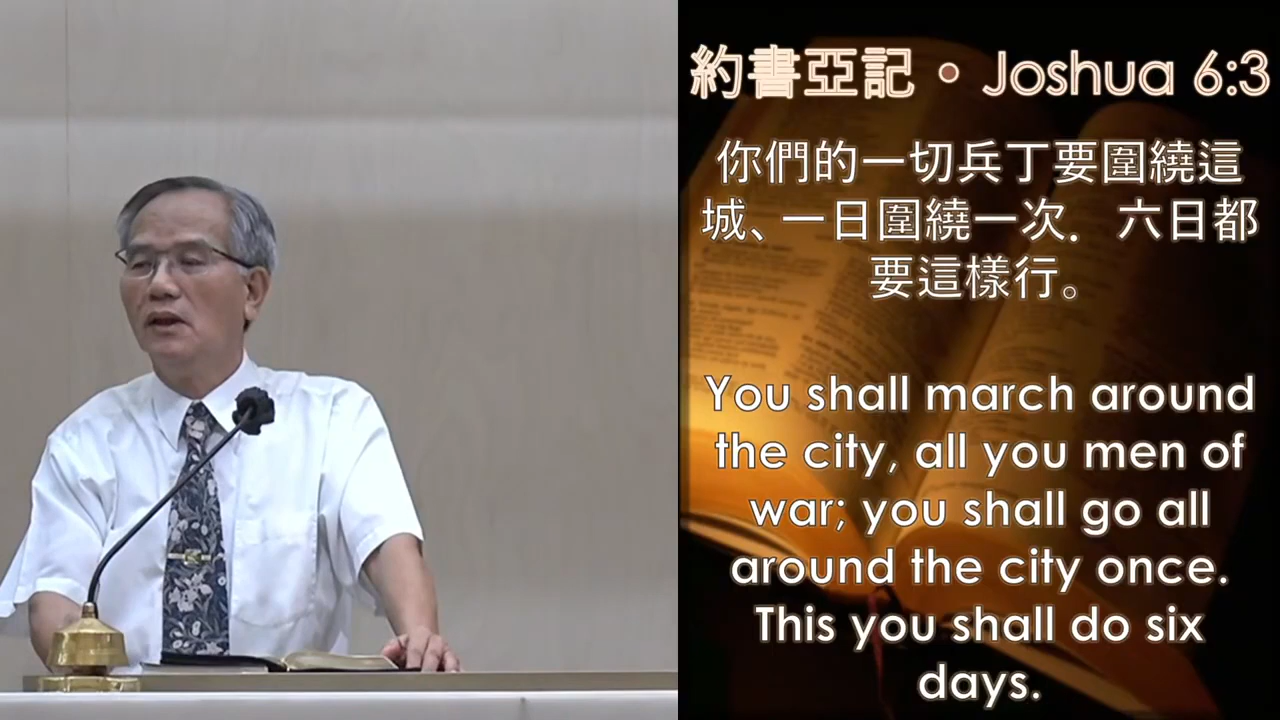 約書亞記 • Joshua 6:3
你們的一切兵丁要圍繞這
城、一日圍繞一次．六日都
要這樣行。
You shall march around
the city, all you men of
war; you shall go all
around the city once.
This you shall do six
days.